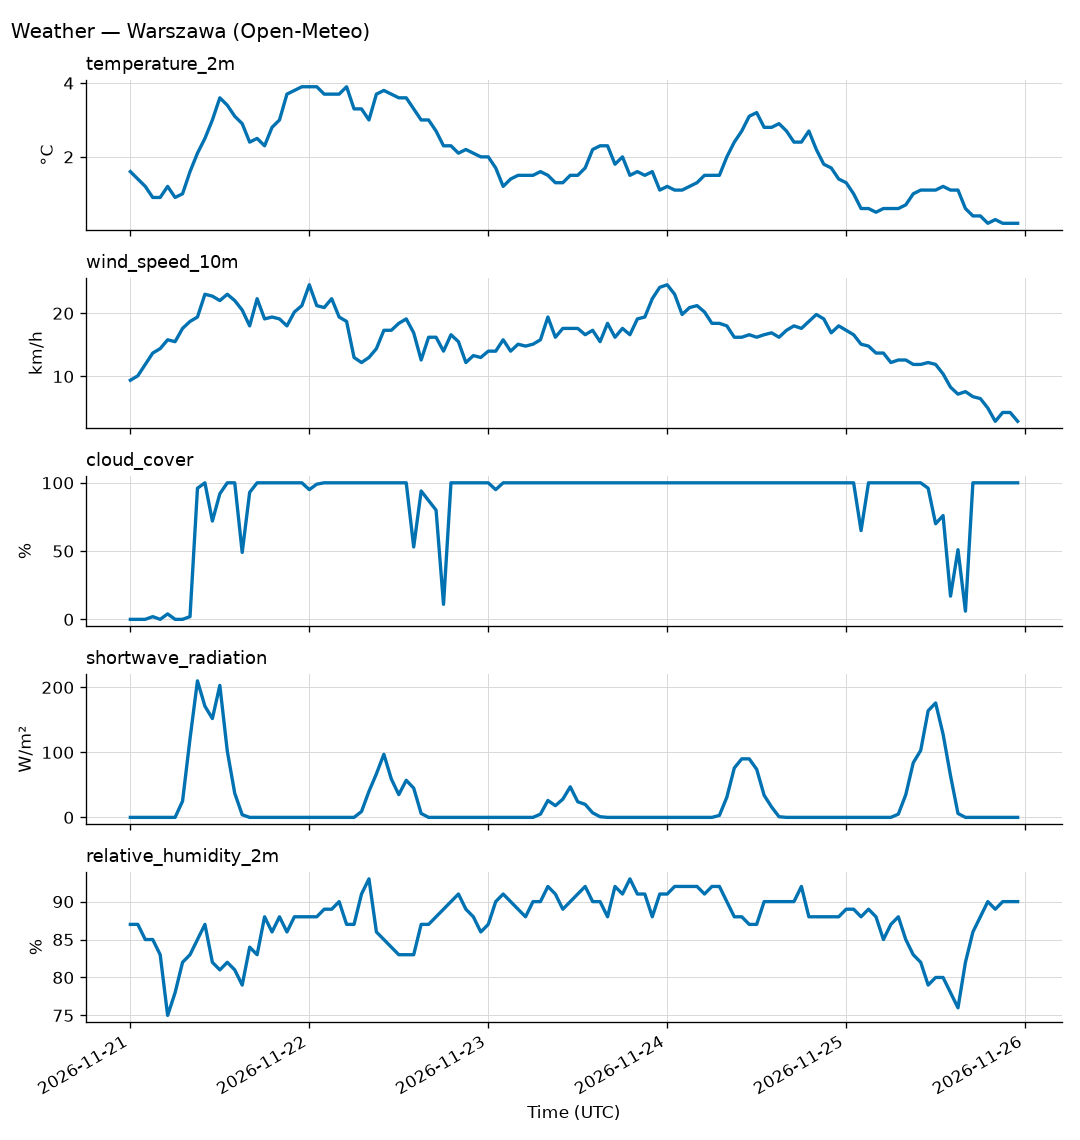 Weather — Warszawa (Open-Meteo)
temperature_2m
4
2
°C
wind_speed_10m
20
10
km/h
cloud_cover
100
50
0
%
shortwave_radiation
200
100
0
W/m²
relative_humidity_2m
90
85
80
75
%
2026-11-21
2026-11-22
2026-11-23
2026-11-24
2026-11-25
2026-11-26
Time (UTC)